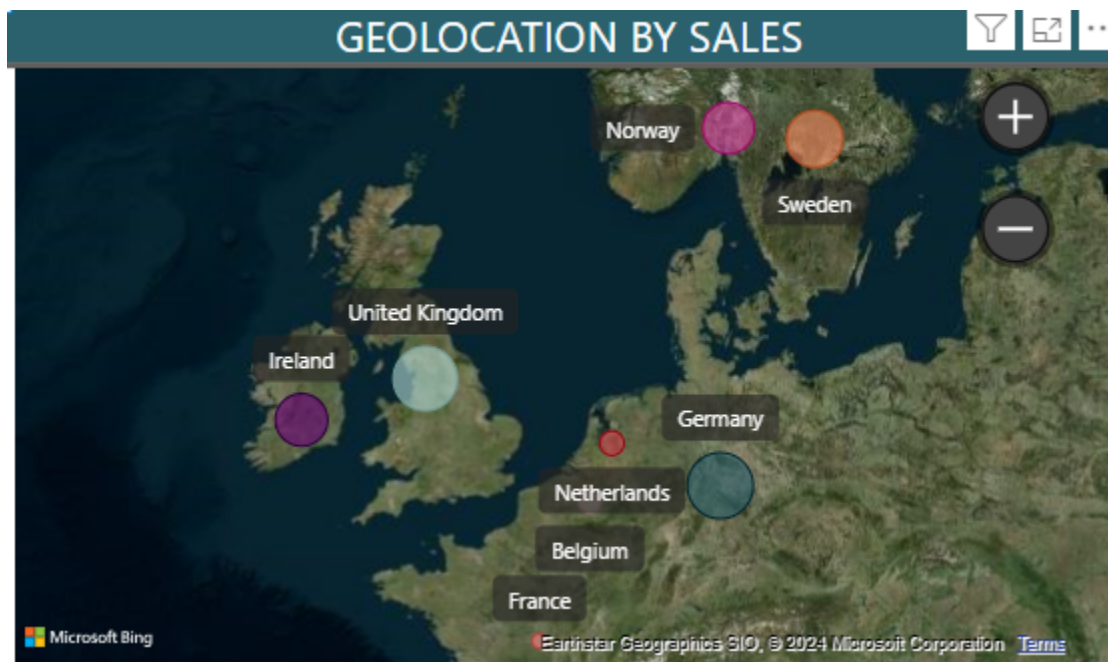 GEOLOCATION BY SALES
Norway
Sweden
United Kingdom
Ireland
Germany
Netherlands
Belgium
France
Microsoft Bing
Earthstar Geographics SIO, © 2024 Microsoft Corporation Terms